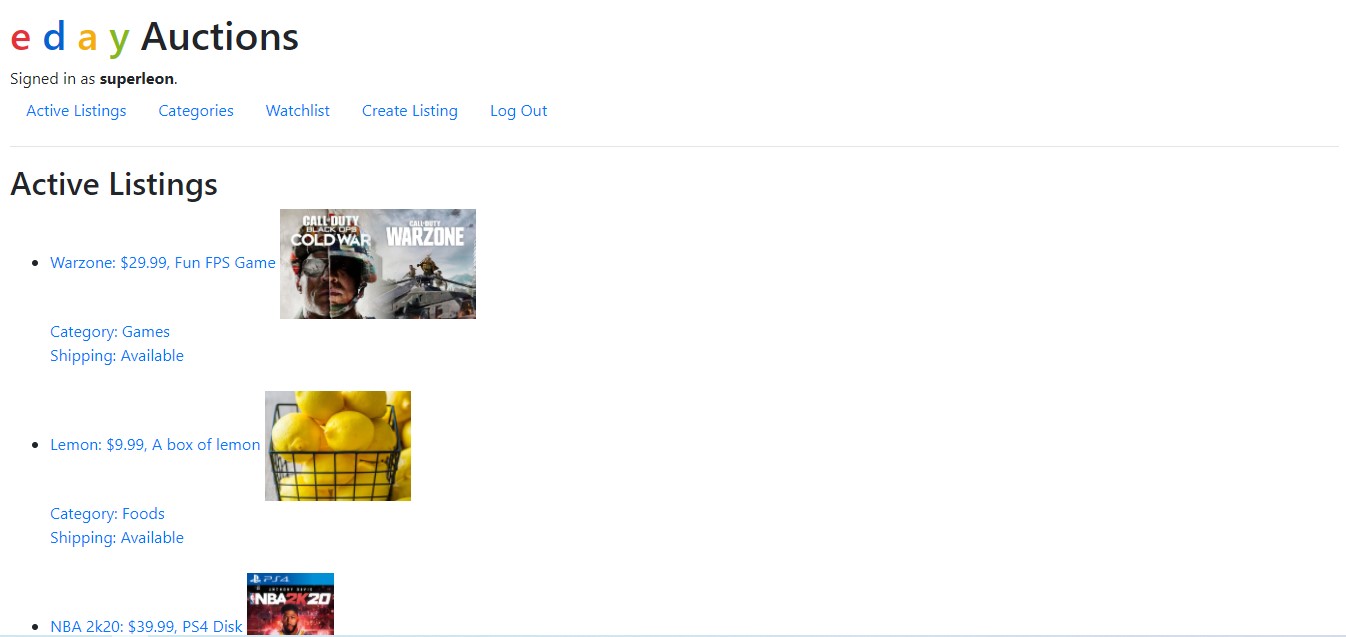 e d a y Auctions
Signed in as superleon.
Active Listings Categories Watchlist Create Listing Log Out
Active Listings
CALL OF DUTY
BLACK OPS
COLD WAR
CALL OF DUTY
WARZONE
Warzone: $29.99, Fun FPS Game
Category: Games
Shipping: Available
Lemon: $9.99, A box of lemon
Category: Foods
Shipping: Available
PS4
ANTHONY DAVIS
NBA 2K20
NBA 2k20: $39.99, PS4 Disk